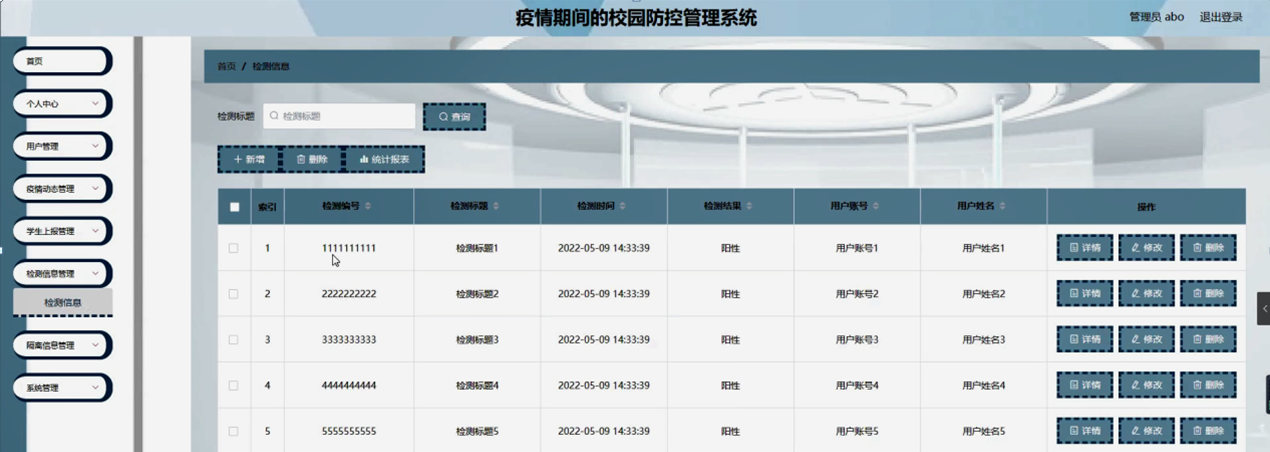 疫情期间的校园防控管理系统
管理员 abo 退出登录
首页
个人中心
用户管理
疫情动态管理
学生上报管理
检测信息管理
检测信息
隔离信息管理
系统管理
首页 / 检测信息
检测标题 检测标题 查询
新增 删除 统计报表
索引 检测编号 检测标题 检测时间 检测结果 用户账号 用户姓名 操作
1 1111111111 检测标题1 2022-05-09 14:33:39 阳性 用户账号1 用户姓名1 详情 修改 删除
2 2222222222 检测标题2 2022-05-09 14:33:39 阳性 用户账号2 用户姓名2 详情 修改 删除
3 3333333333 检测标题3 2022-05-09 14:33:39 阳性 用户账号3 用户姓名3 详情 修改 删除
4 4444444444 检测标题4 2022-05-09 14:33:39 阳性 用户账号4 用户姓名4 详情 修改 删除
5 5555555555 检测标题5 2022-05-09 14:33:39 阳性 用户账号5 用户姓名5 详情 修改 删除